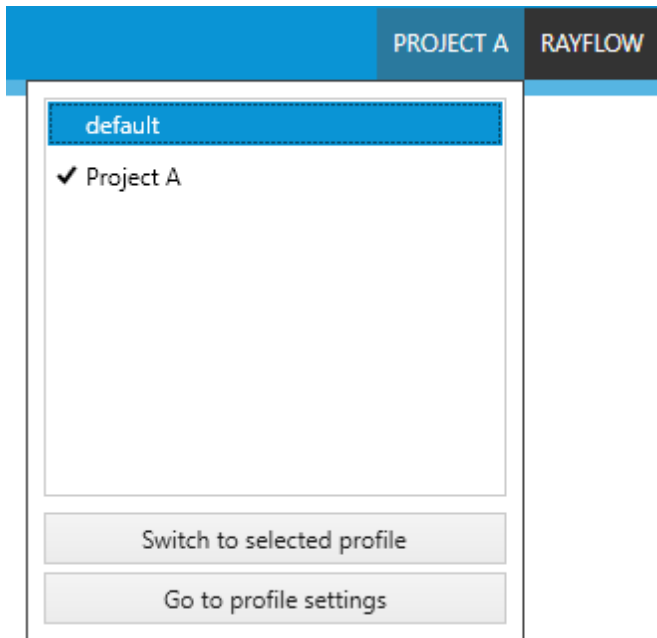 PROJECT A RAYFLOW
default
✔ Project A
Switch to selected profile
Go to profile settings